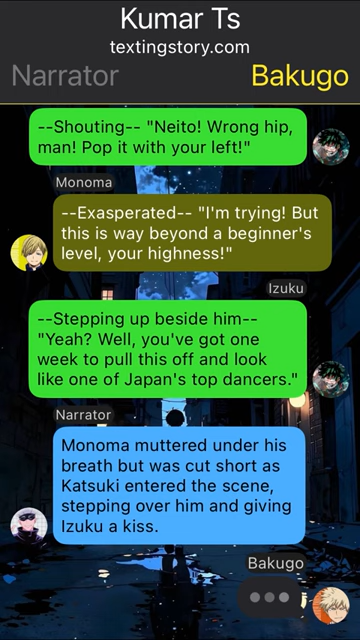 Kumar Ts
textingstory.com
Narrator
Bakugo
--Shouting-- "Neito! Wrong hip,
man! Pop it with your left!"
Monoma
--Exasperated-- "I'm trying! But
this is way beyond a beginner's
level, your highness!"
Izuku
--Stepping up beside him--
"Yeah? Well, you've got one
week to pull this off and look
like one of Japan's top dancers."
Narrator
Monoma muttered under his
breath but was cut short as
Katsuki entered the scene,
stepping over him and giving
Izuku a kiss.
Bakugo